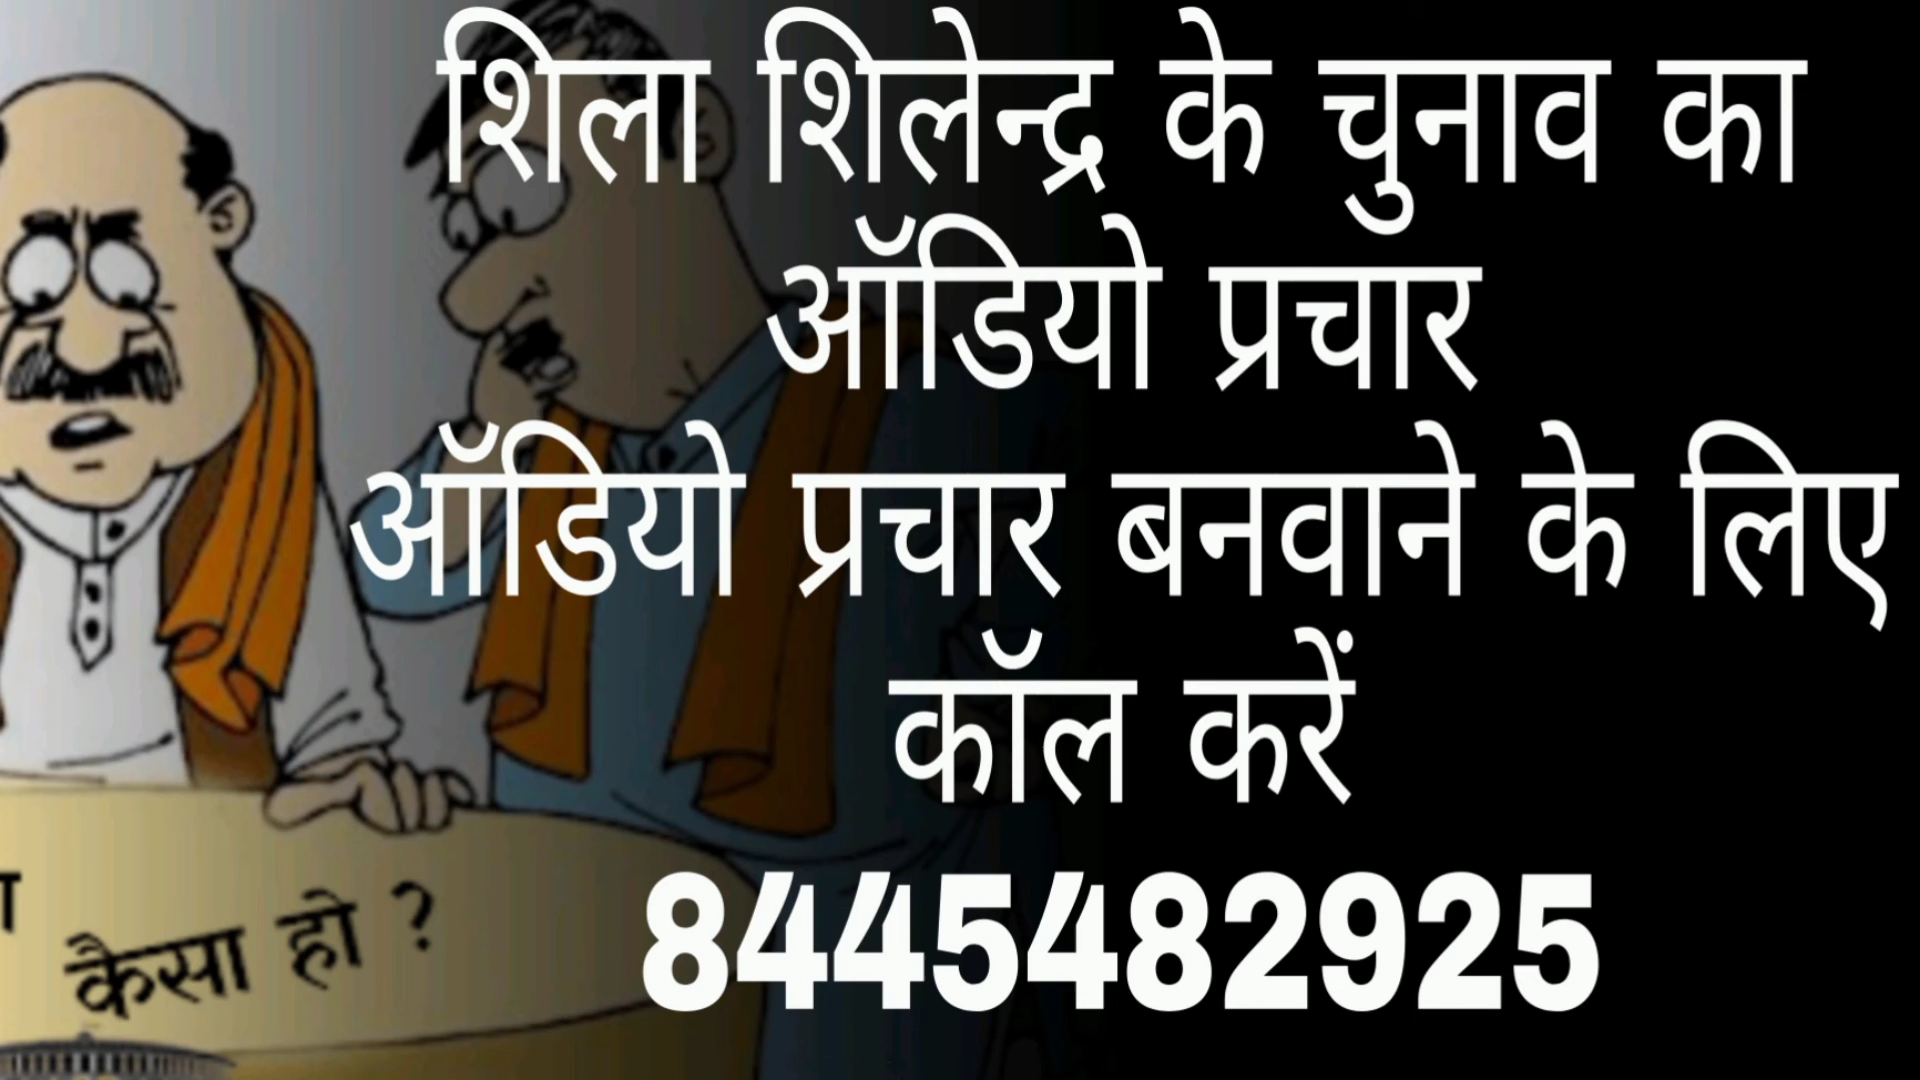 शिला शिलेन्द्र के चुनाव का
ऑडियो प्रचार
ऑडियो प्रचार बनवाने के लिए
कॉल करें
8445482925
कैसा हो ?